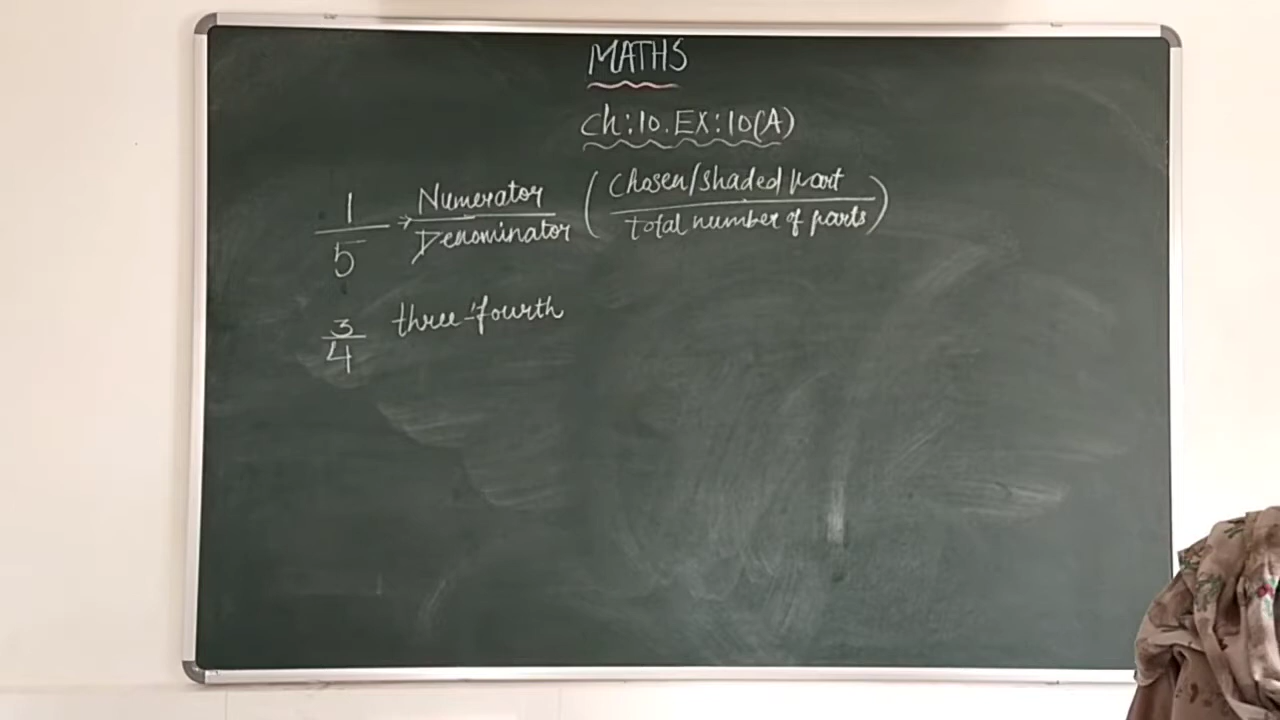 MATHS
Ch:10. EX:10(A)
1/5 → Numerator/Denominator (Chosen/shaded part / Total number of parts)
3/4 three-fourth